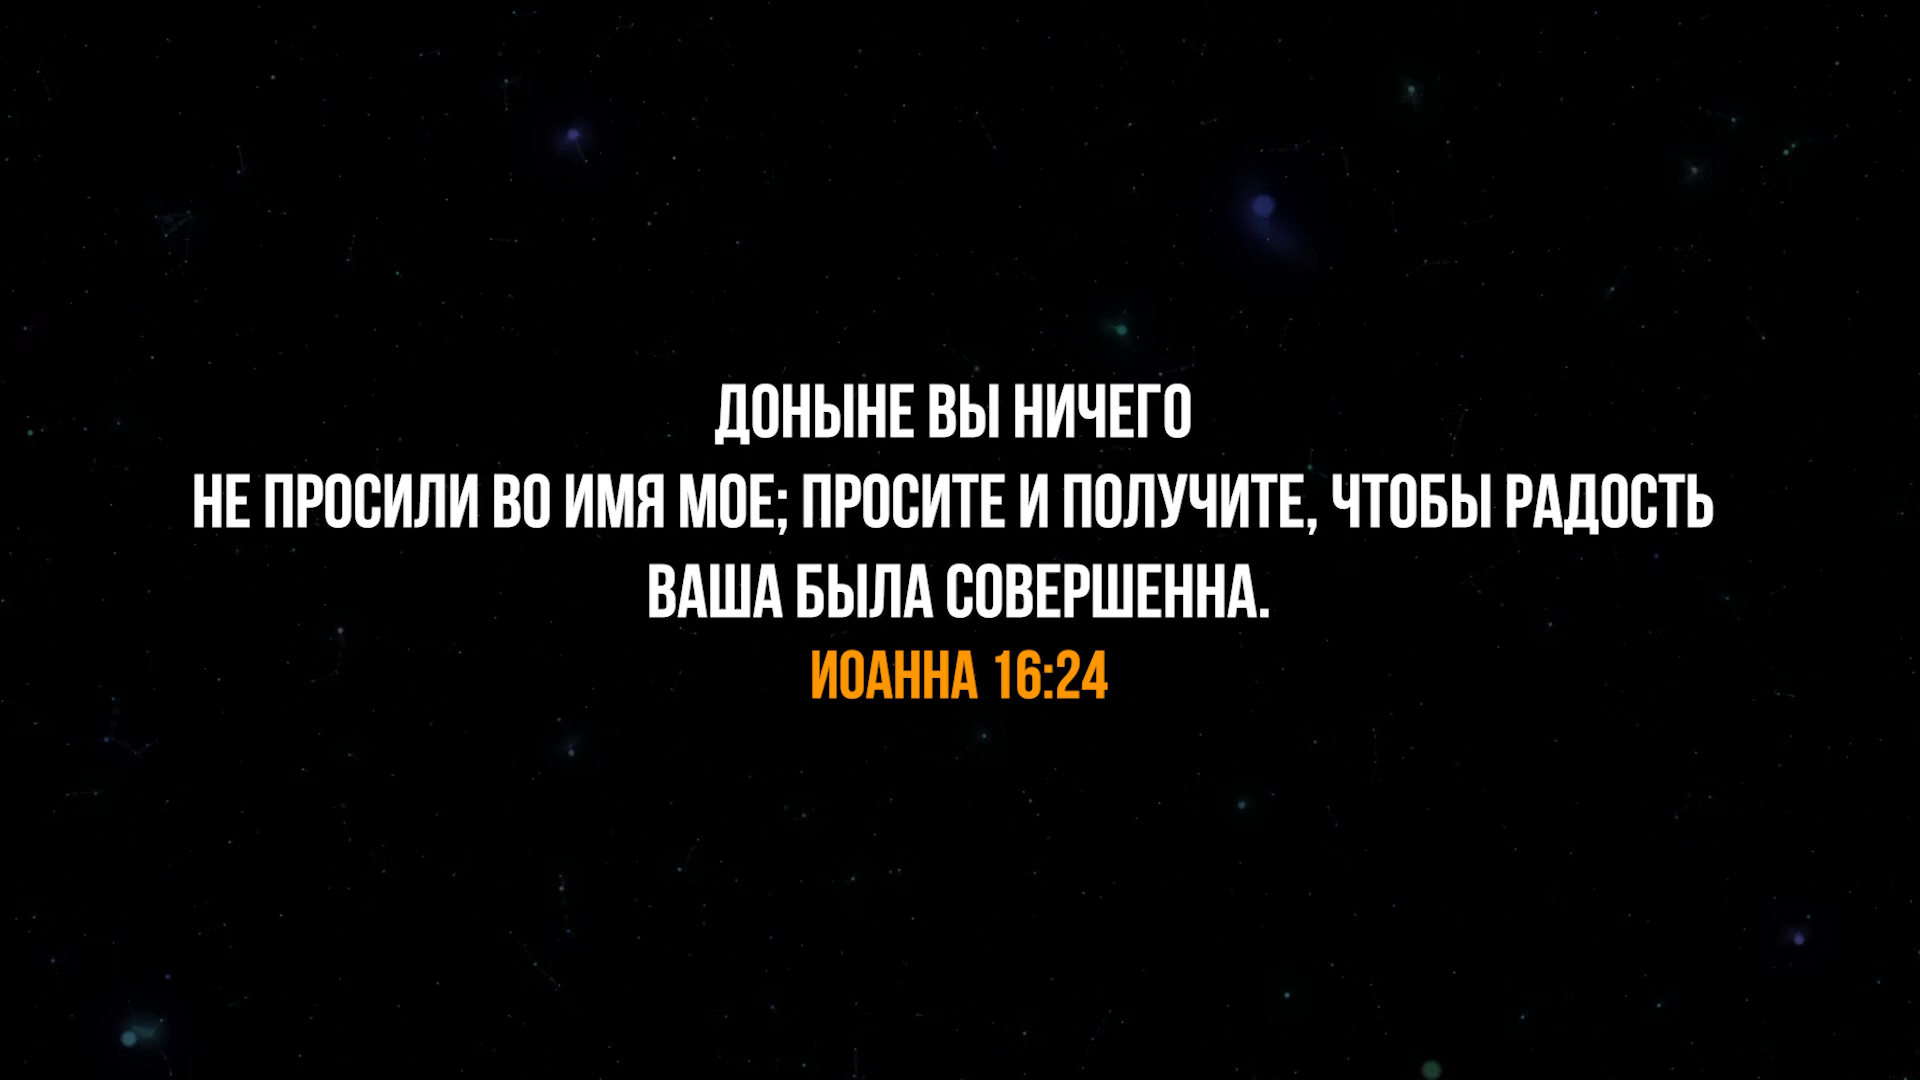 ДОНЫНЕ ВЫ НИЧЕГО
НЕ ПРОСИЛИ ВО ИМЯ МОЕ; ПРОСИТЕ И ПОЛУЧИТЕ, ЧТОБЫ РАДОСТЬ
ВАША БЫЛА СОВЕРШЕННА.
ИОАННА 16:24